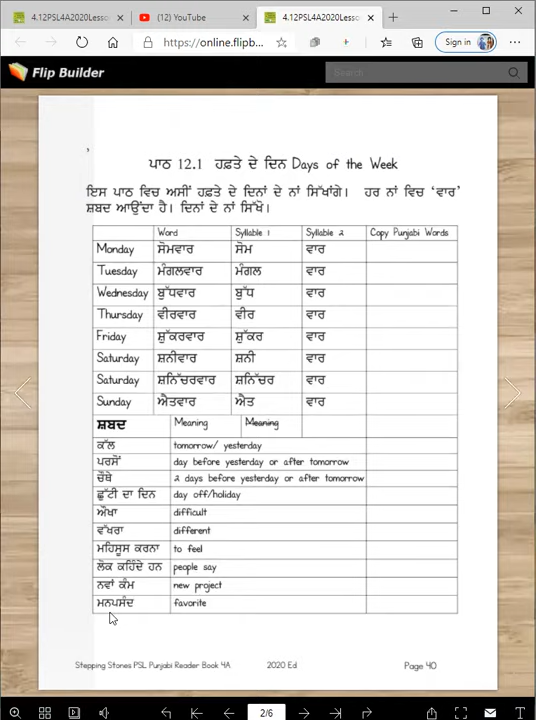 4.12PSL4A2020Lesso
(12) YouTube
4.12PSL4A2020Lesso
https://online.flipb
Sign in
Flip Builder
Search
ਪਾਠ 12.1 ਹਫ਼ਤੇ ਦੇ ਦਿਨ Days of the Week
ਇਸ ਪਾਠ ਵਿਚ ਅਸੀਂ ਹਫ਼ਤੇ ਦੇ ਦਿਨਾਂ ਦੇ ਨਾਂ ਸਿੱਖਾਂਗੇ। ਹਰ ਨਾਂ ਵਿਚ 'ਵਾਰ'
ਸ਼ਬਦ ਆਉਂਦਾ ਹੈ। ਦਿਨਾਂ ਦੇ ਨਾਂ ਸਿੱਖੋ।
Word Syllable 1 Syllable 2 Copy Punjabi Words
Monday ਸੋਮਵਾਰ ਸੋਮ ਵਾਰ
Tuesday ਮੰਗਲਵਾਰ ਮੰਗਲ ਵਾਰ
Wednesday ਬੁੱਧਵਾਰ ਬੁੱਧ ਵਾਰ
Thursday ਵੀਰਵਾਰ ਵੀਰ ਵਾਰ
Friday ਸ਼ੁੱਕਰਵਾਰ ਸ਼ੁੱਕਰ ਵਾਰ
Saturday ਸ਼ਨੀਵਾਰ ਸ਼ਨੀ ਵਾਰ
Saturday ਸ਼ਨਿੱਚਰਵਾਰ ਸ਼ਨਿੱਚਰ ਵਾਰ
Sunday ਐਤਵਾਰ ਐਤ ਵਾਰ
ਸ਼ਬਦ Meaning Meaning
ਕੱਲ tomorrow/ yesterday
ਪਰਸੋਂ day before yesterday or after tomorrow
ਚੌਥੇ 2 days before yesterday or after tomorrow
ਛੁੱਟੀ ਦਾ ਦਿਨ day off/holiday
ਔਖਾ difficult
ਵੱਖਰਾ different
ਮਹਿਸੂਸ ਕਰਨਾ to feel
ਲੋਕ ਕਹਿੰਦੇ ਹਨ people say
ਨਵਾਂ ਕੰਮ new project
ਮਨਪਸੰਦ favorite
Stepping Stones PSL Punjabi Reader Book 4A 2020 Ed Page 40
2/6